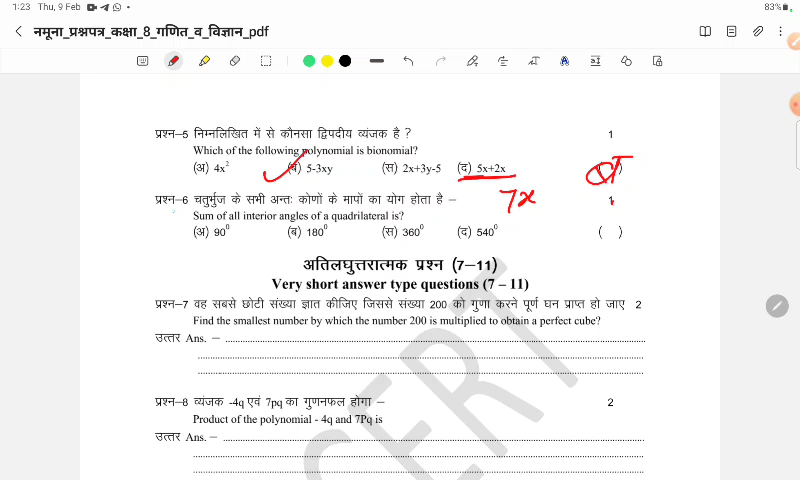 1:23 Thu, 9 Feb
83%
नमूना_प्रश्नपत्र_कक्षा_8_गणित_व_विज्ञान_pdf
प्रश्न–5 निम्नलिखित में से कौनसा द्विपदीय व्यंजक है ? 1
Which of the following polynomial is bionomial?
(अ) 4x² (ब) 5-3xy (स) 2x+3y-5 (द) 5x+2x ( ब )
7x
प्रश्न–6 चतुर्भुज के सभी अन्तः कोणों के मापों का योग होता है – 1
Sum of all interior angles of a quadrilateral is?
(अ) 90⁰ (ब) 180⁰ (स) 360⁰ (द) 540⁰ ( )
अतिलघुत्तरात्मक प्रश्न (7–11)
Very short answer type questions (7 – 11)
प्रश्न–7 वह सबसे छोटी संख्या ज्ञात कीजिए जिससे संख्या 200 को गुणा करने पूर्ण घन प्राप्त हो जाए 2
Find the smallest number by which the number 200 is multiplied to obtain a perfect cube?
उत्तर Ans. –
प्रश्न–8 व्यंजक -4q एवं 7pq का गुणनफल होगा – 2
Product of the polynomial - 4q and 7Pq is
उत्तर Ans. –
CERT